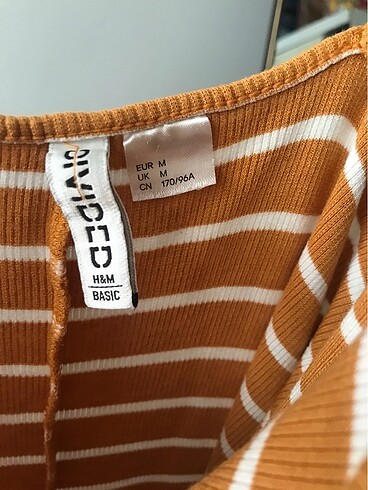 DIVIDED
H&M
BASIC
EUR M
UK M
CN 170/96A